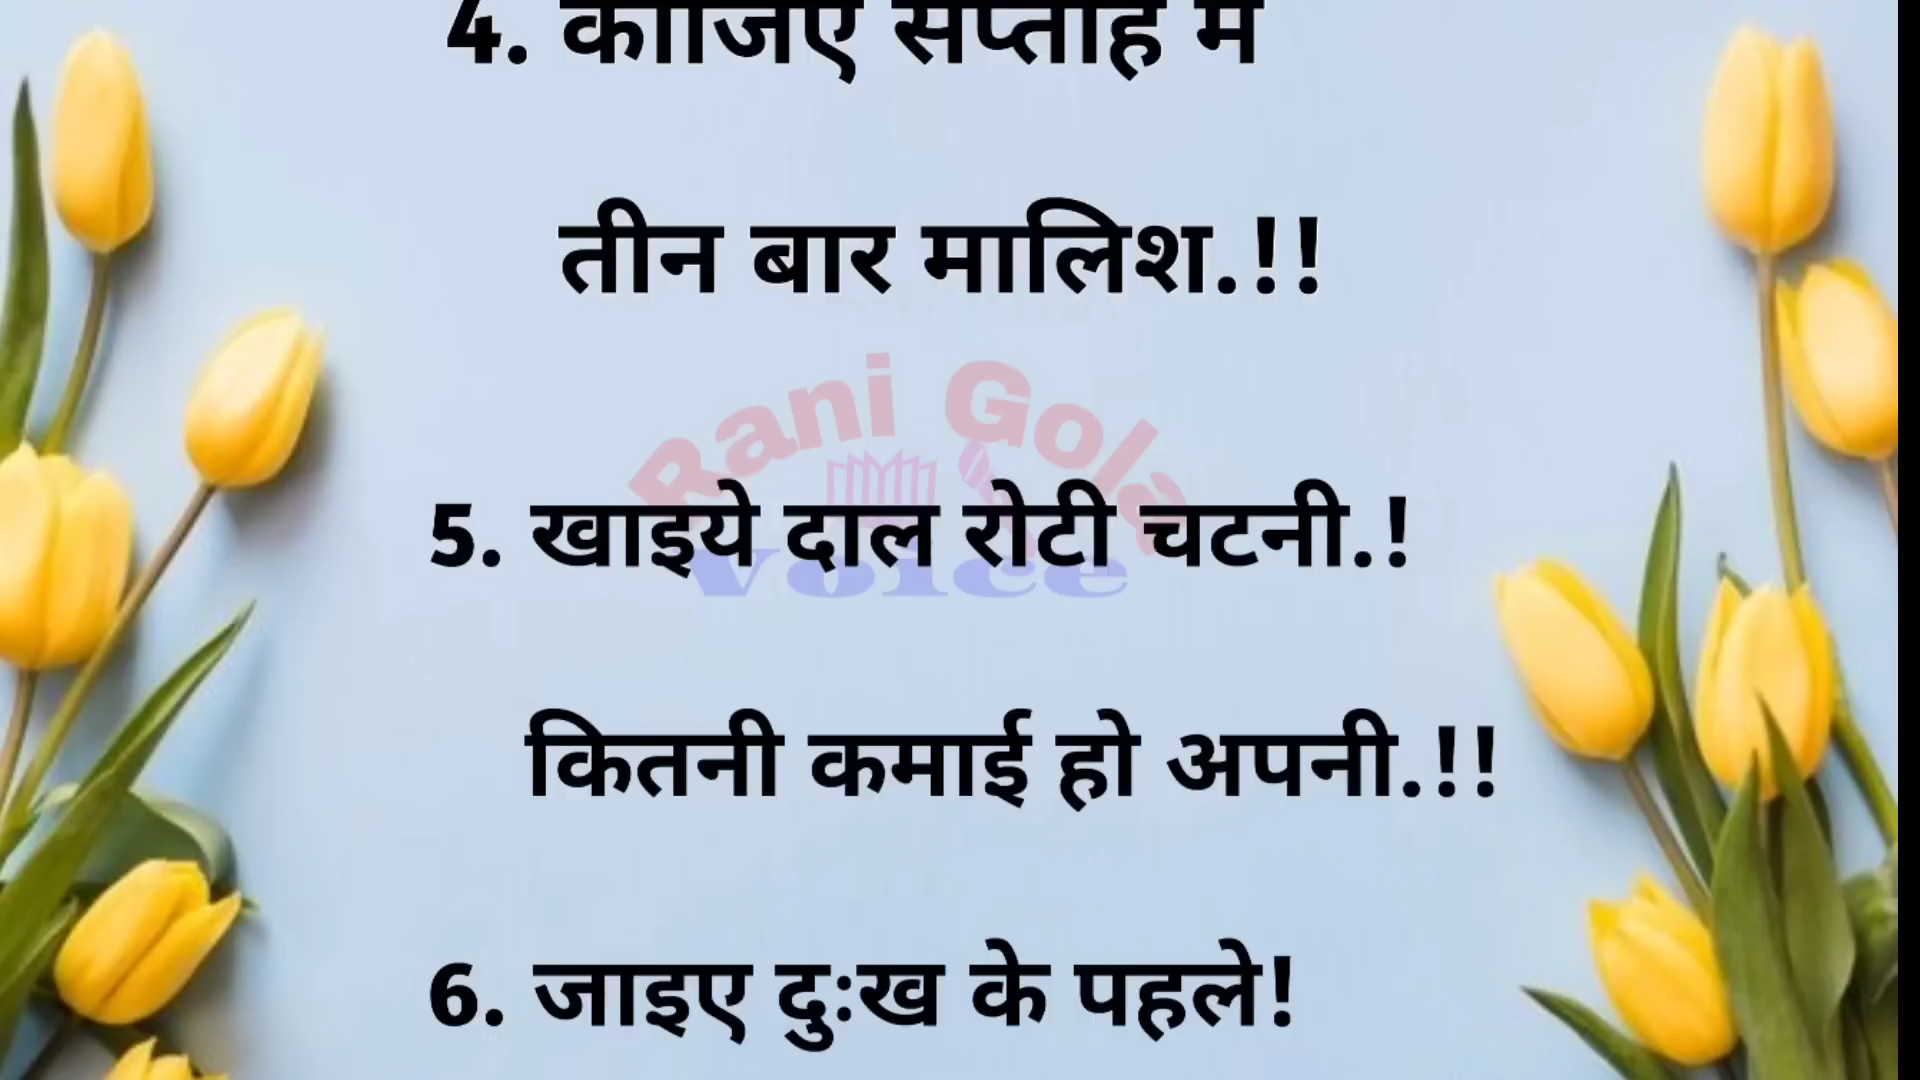 4. कीजिए सप्ताह में
तीन बार मालिश.!!
Rani Gola
Voice
5. खाइये दाल रोटी चटनी.!
कितनी कमाई हो अपनी.!!
6. जाइए दुःख के पहले!